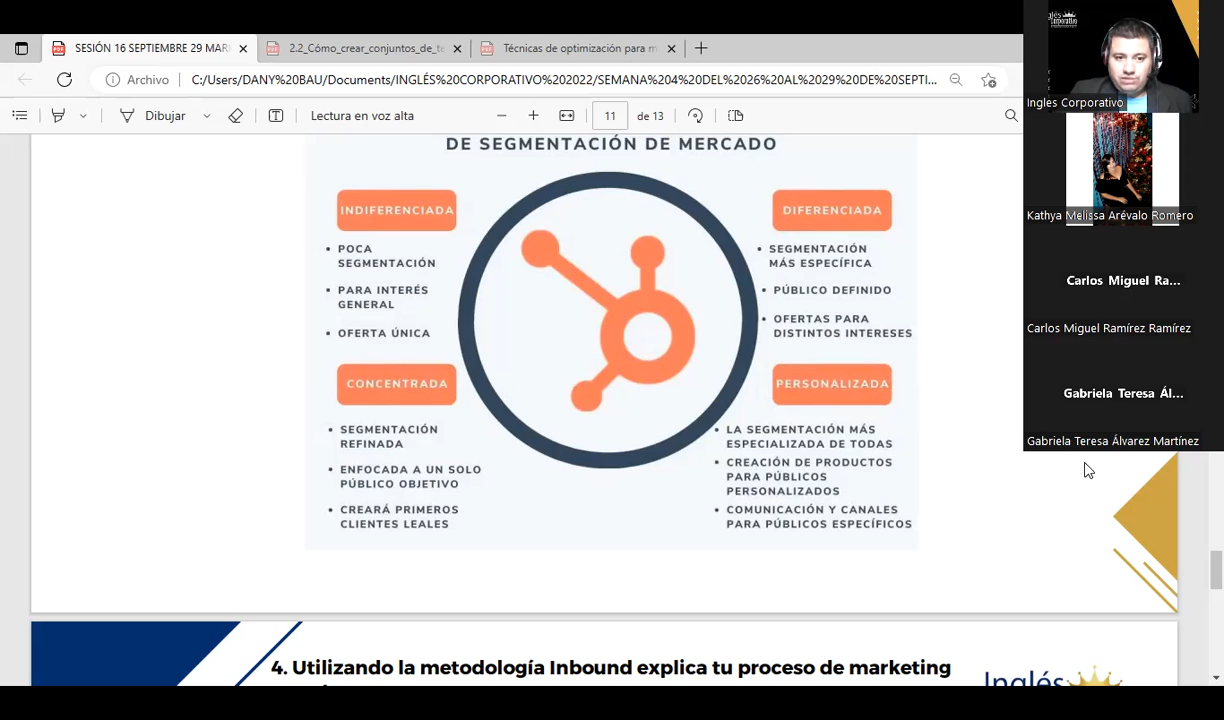 SESIÓN 16 SEPTIEMBRE 29 MAR
2.2_Cómo_crear_conjuntos_de_te
Técnicas de optimización para m
Archivo
C:/Users/DANY%20BAU/Documents/INGLÉS%20CORPORATIVO%202022/SEMANA%204%20DEL%2026%20AL%2029%20DE%20SEPTI...
Dibujar
Lectura en voz alta
11
de 13
DE SEGMENTACIÓN DE MERCADO
INDIFERENCIADA
• POCA
SEGMENTACIÓN
• PARA INTERÉS
GENERAL
• OFERTA ÚNICA
DIFERENCIADA
• SEGMENTACIÓN
MÁS ESPECÍFICA
• PÚBLICO DEFINIDO
• OFERTAS PARA
DISTINTOS INTERESES
CONCENTRADA
• SEGMENTACIÓN
REFINADA
• ENFOCADA A UN SOLO
PÚBLICO OBJETIVO
• CREARÁ PRIMEROS
CLIENTES LEALES
PERSONALIZADA
• LA SEGMENTACIÓN MÁS
ESPECIALIZADA DE TODAS
• CREACIÓN DE PRODUCTOS
PARA PÚBLICOS
PERSONALIZADOS
• COMUNICACIÓN Y CANALES
PARA PÚBLICOS ESPECÍFICOS
4. Utilizando la metodología Inbound explica tu proceso de marketing
Inglés
Ingles Corporativo
Kathya Melissa Arévalo Romero
Carlos Miguel Ra...
Carlos Miguel Ramírez Ramírez
Gabriela Teresa Ál...
Gabriela Teresa Álvarez Martínez